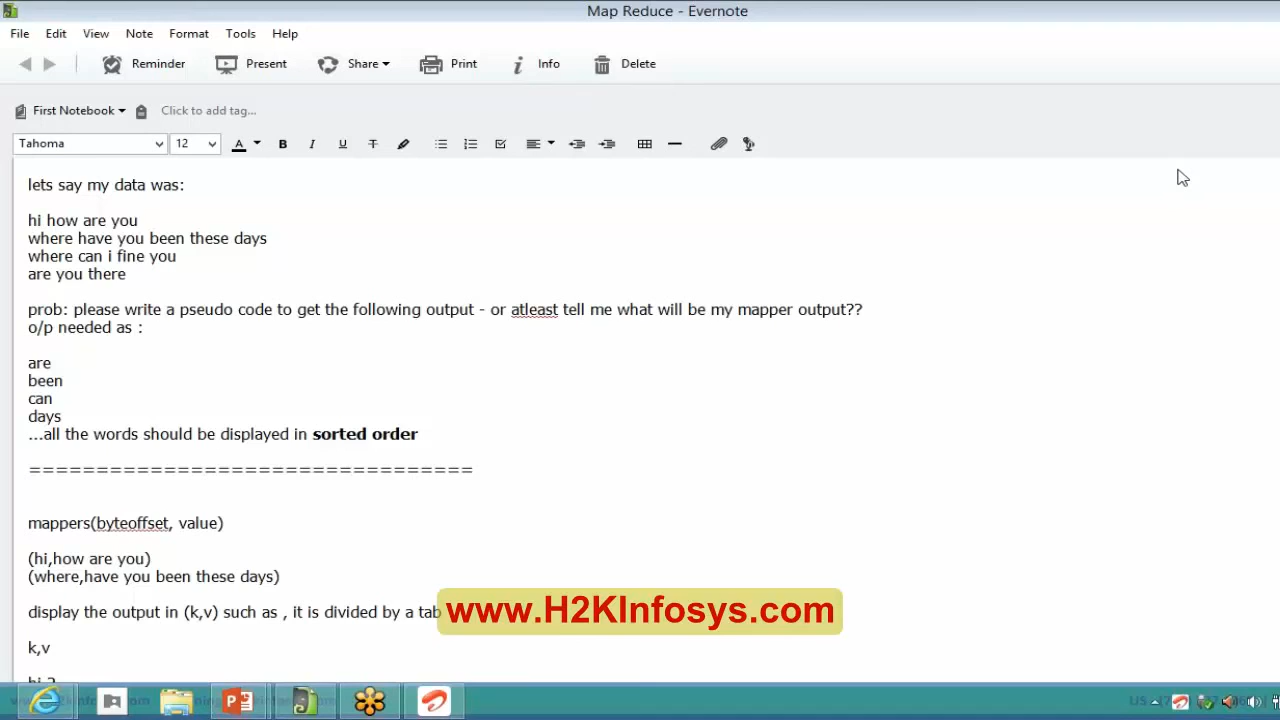 Map Reduce - Evernote
File Edit View Note Format Tools Help
Reminder Present Share Print Info Delete
First Notebook Click to add tag...
Tahoma 12 A B I U T
lets say my data was:
hi how are you
where have you been these days
where can i fine you
are you there
prob: please write a pseudo code to get the following output - or atleast tell me what will be my mapper output??
o/p needed as :
are
been
can
days
...all the words should be displayed in sorted order
==================================
mappers(byteoffset, value)
(hi,how are you)
(where,have you been these days)
display the output in (k,v) such as , it is divided by a tab
www.H2KInfosys.com
k,v
hi 2